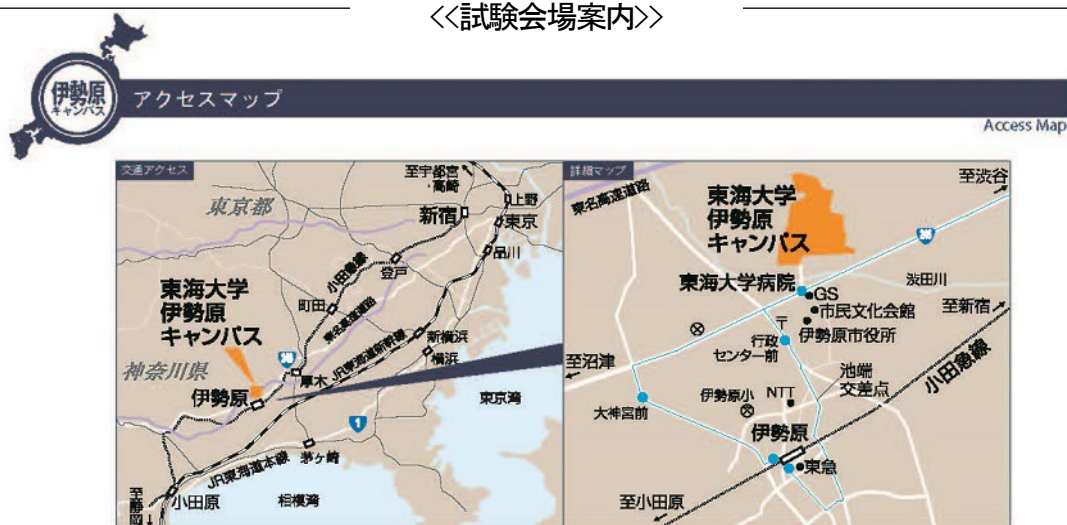 <<試験会場案内>>
伊勢原
キャンパス
アクセスマップ
Access Map
交通アクセス
至宇都宮
・高崎
上野
東京都
新宿
東京
品川
小田急線
登戸
東海大学
伊勢原
キャンパス
町田
東名高速道路
JR東海道新幹線
新横浜
横浜
神奈川県
246
厚木
伊勢原
東京湾
1
JR東海道本線
茅ヶ崎
小田原
相模湾
至静岡
詳細マップ
至渋谷
東名高速道路
東海大学
伊勢原
キャンパス
246
東海大学病院
渋田川
GS
市民文化会館
至新宿
伊勢原市役所
行政
センター前
至沼津
池端
交差点
小田急線
伊勢原小
NTT
大神宮前
伊勢原
東急
至小田原